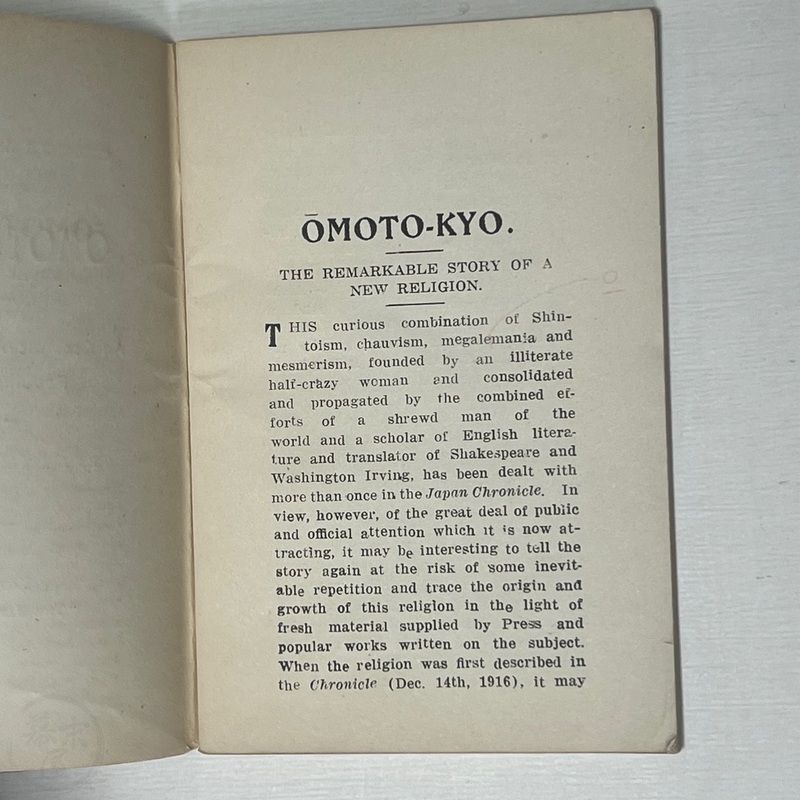 ŌMOTO-KYO.
THE REMARKABLE STORY OF A
NEW RELIGION.
THIS curious combination of Shin-
toism, chauvism, megalemania and
mesmerism, founded by an illiterate
half-crazy woman and consolidated
and propagated by the combined ef-
forts of a shrewd man of the
world and a scholar of English litera-
ture and translator of Shakespeare and
Washington Irving, has been dealt with
more than once in the Japan Chronicle. In
view, however, of the great deal of public
and official attention which it is now at-
tracting, it may be interesting to tell the
story again at the risk of some inevit-
able repetition and trace the origin and
growth of this religion in the light of
fresh material supplied by Press and
popular works written on the subject.
When the religion was first described in
the Chronicle (Dec. 14th, 1916), it may